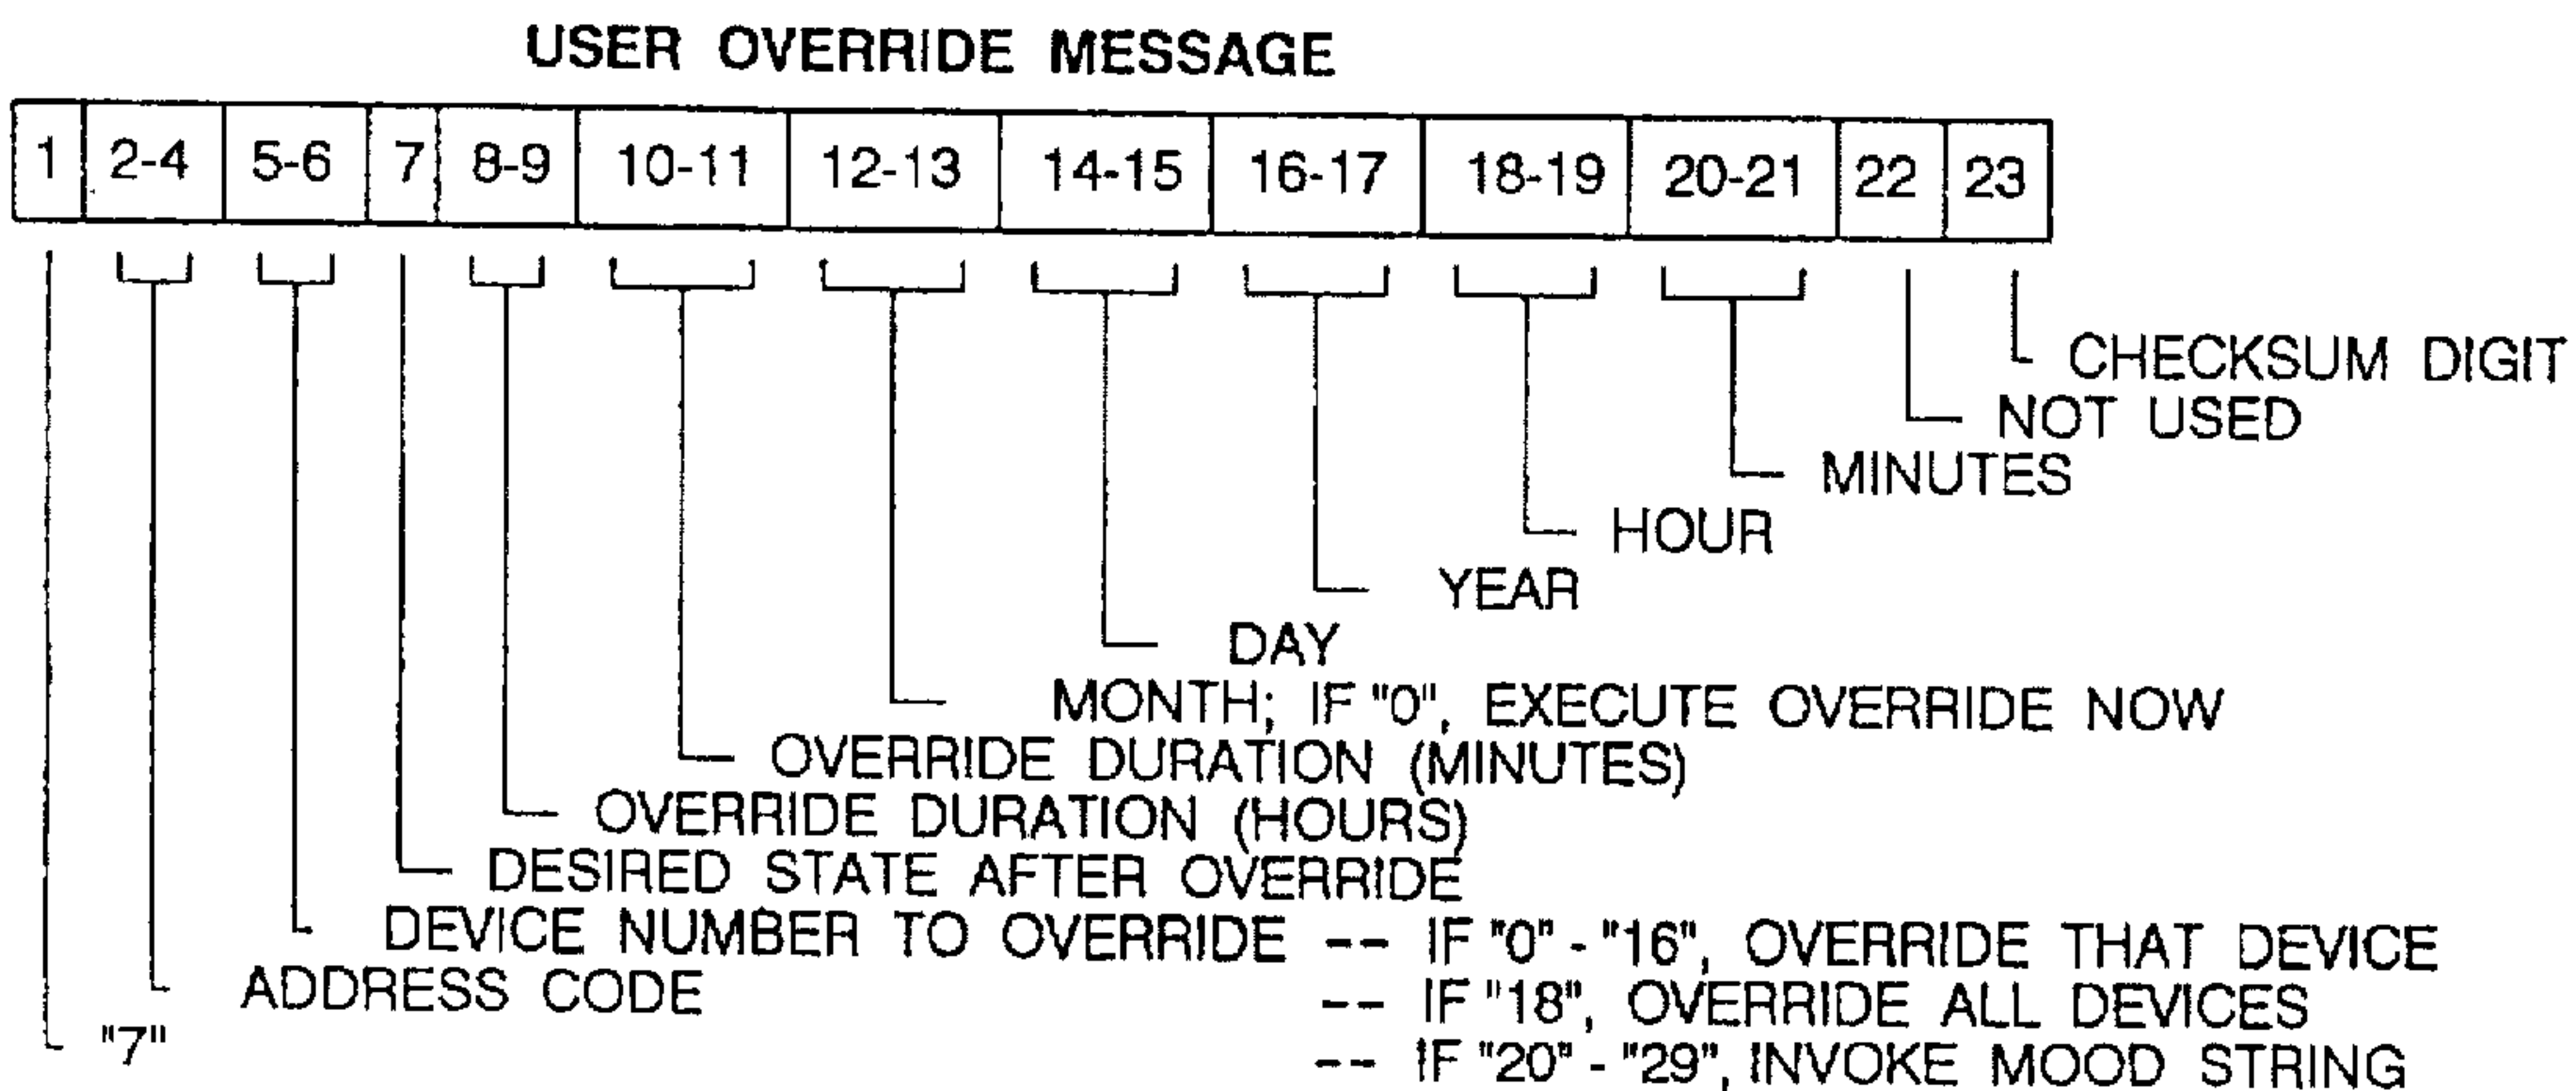 USER OVERRIDE MESSAGE
1 2-4 5-6 7 8-9 10-11 12-13 14-15 16-17 18-19 20-21 22 23
CHECKSUM DIGIT
NOT USED
MINUTES
HOUR
YEAR
DAY
MONTH; IF "0", EXECUTE OVERRIDE NOW
OVERRIDE DURATION (MINUTES)
OVERRIDE DURATION (HOURS)
DESIRED STATE AFTER OVERRIDE
DEVICE NUMBER TO OVERRIDE -- IF "0" - "16", OVERRIDE THAT DEVICE
ADDRESS CODE -- IF "18", OVERRIDE ALL DEVICES
"7" -- IF "20" - "29", INVOKE MOOD STRING